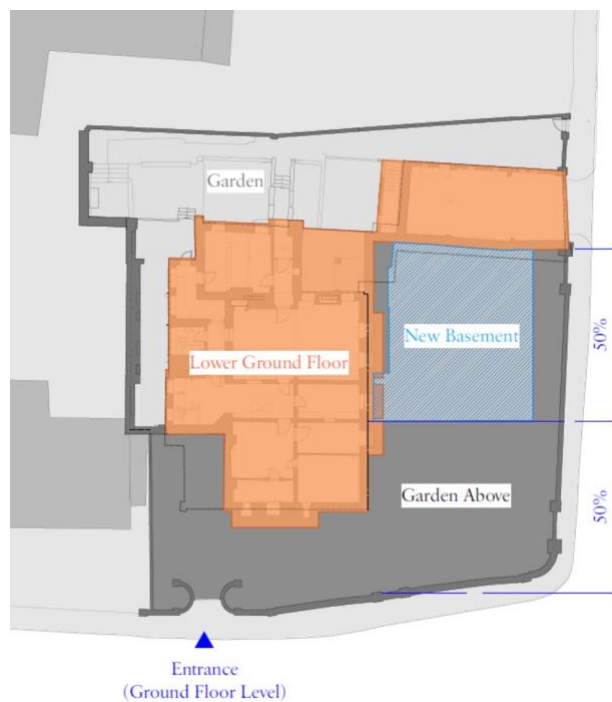 Garden
New Basement
50%
Lower Ground Floor
Garden Above
50%
Entrance
(Ground Floor Level)